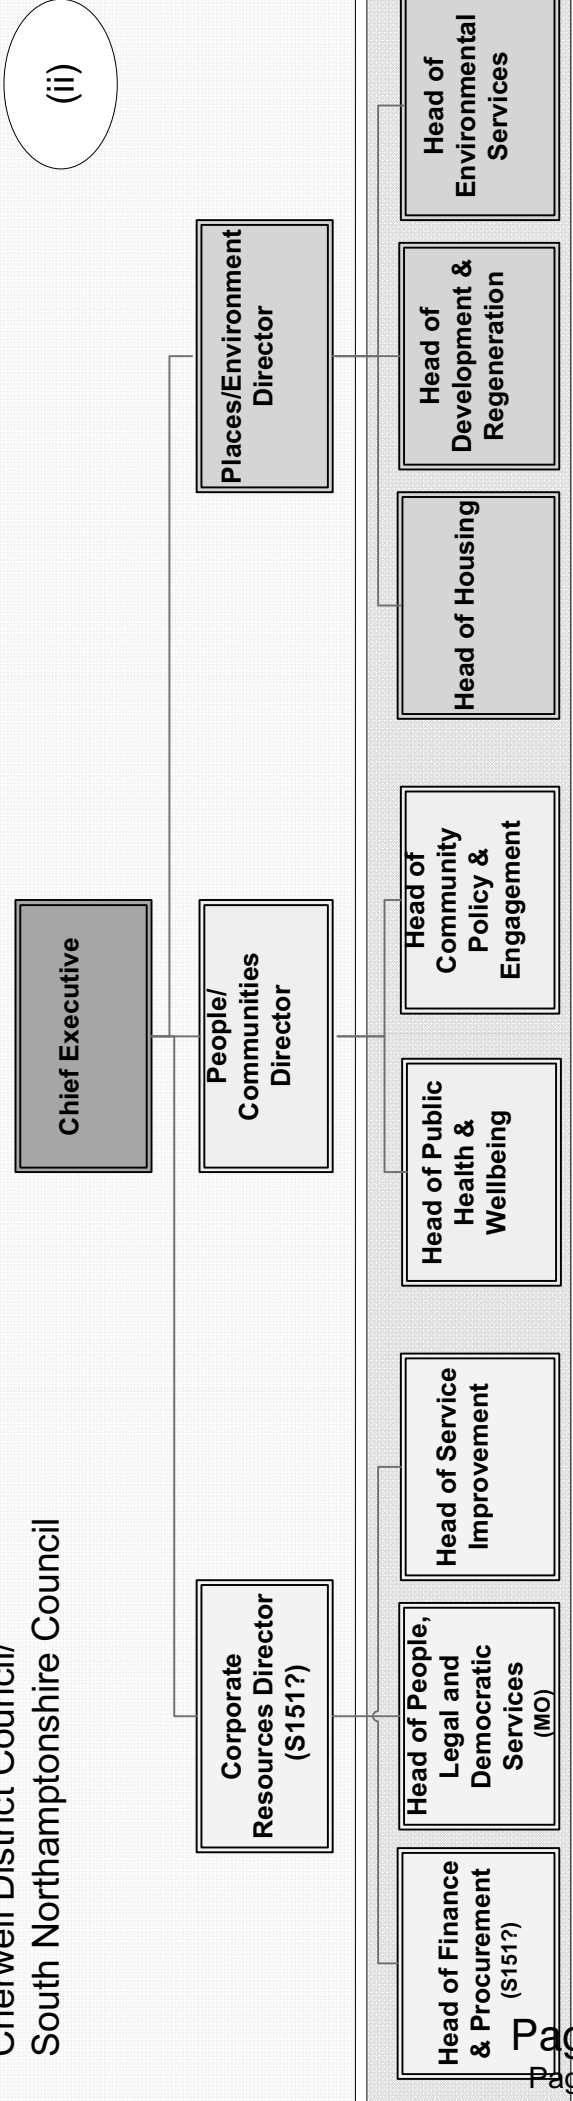 Cherwell District Council/
South Northamptonshire Council
(ii)
Chief Executive
Corporate
Resources Director
(S151?)
People/
Communities
Director
Places/Environment
Director
Head of Finance
& Procurement
(S151?)
Head of People,
Legal and
Democratic
Services
(MO)
Head of Service
Improvement
Head of Public
Health &
Wellbeing
Head of
Community
Policy &
Engagement
Head of Housing
Head of
Development &
Regeneration
Head of
Environmental
Services